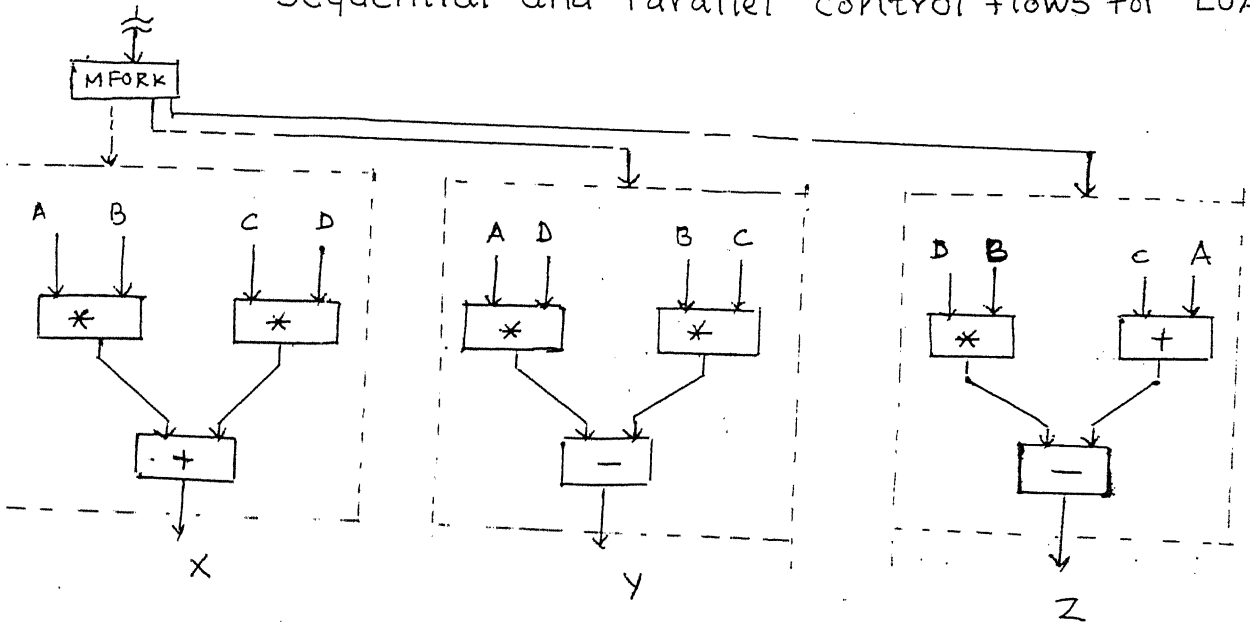 Sequential and Parallel control flows for
MFORK
A B C D
A D B C
D B C A
* *
* *
* +
+
-
-
X
Y
Z